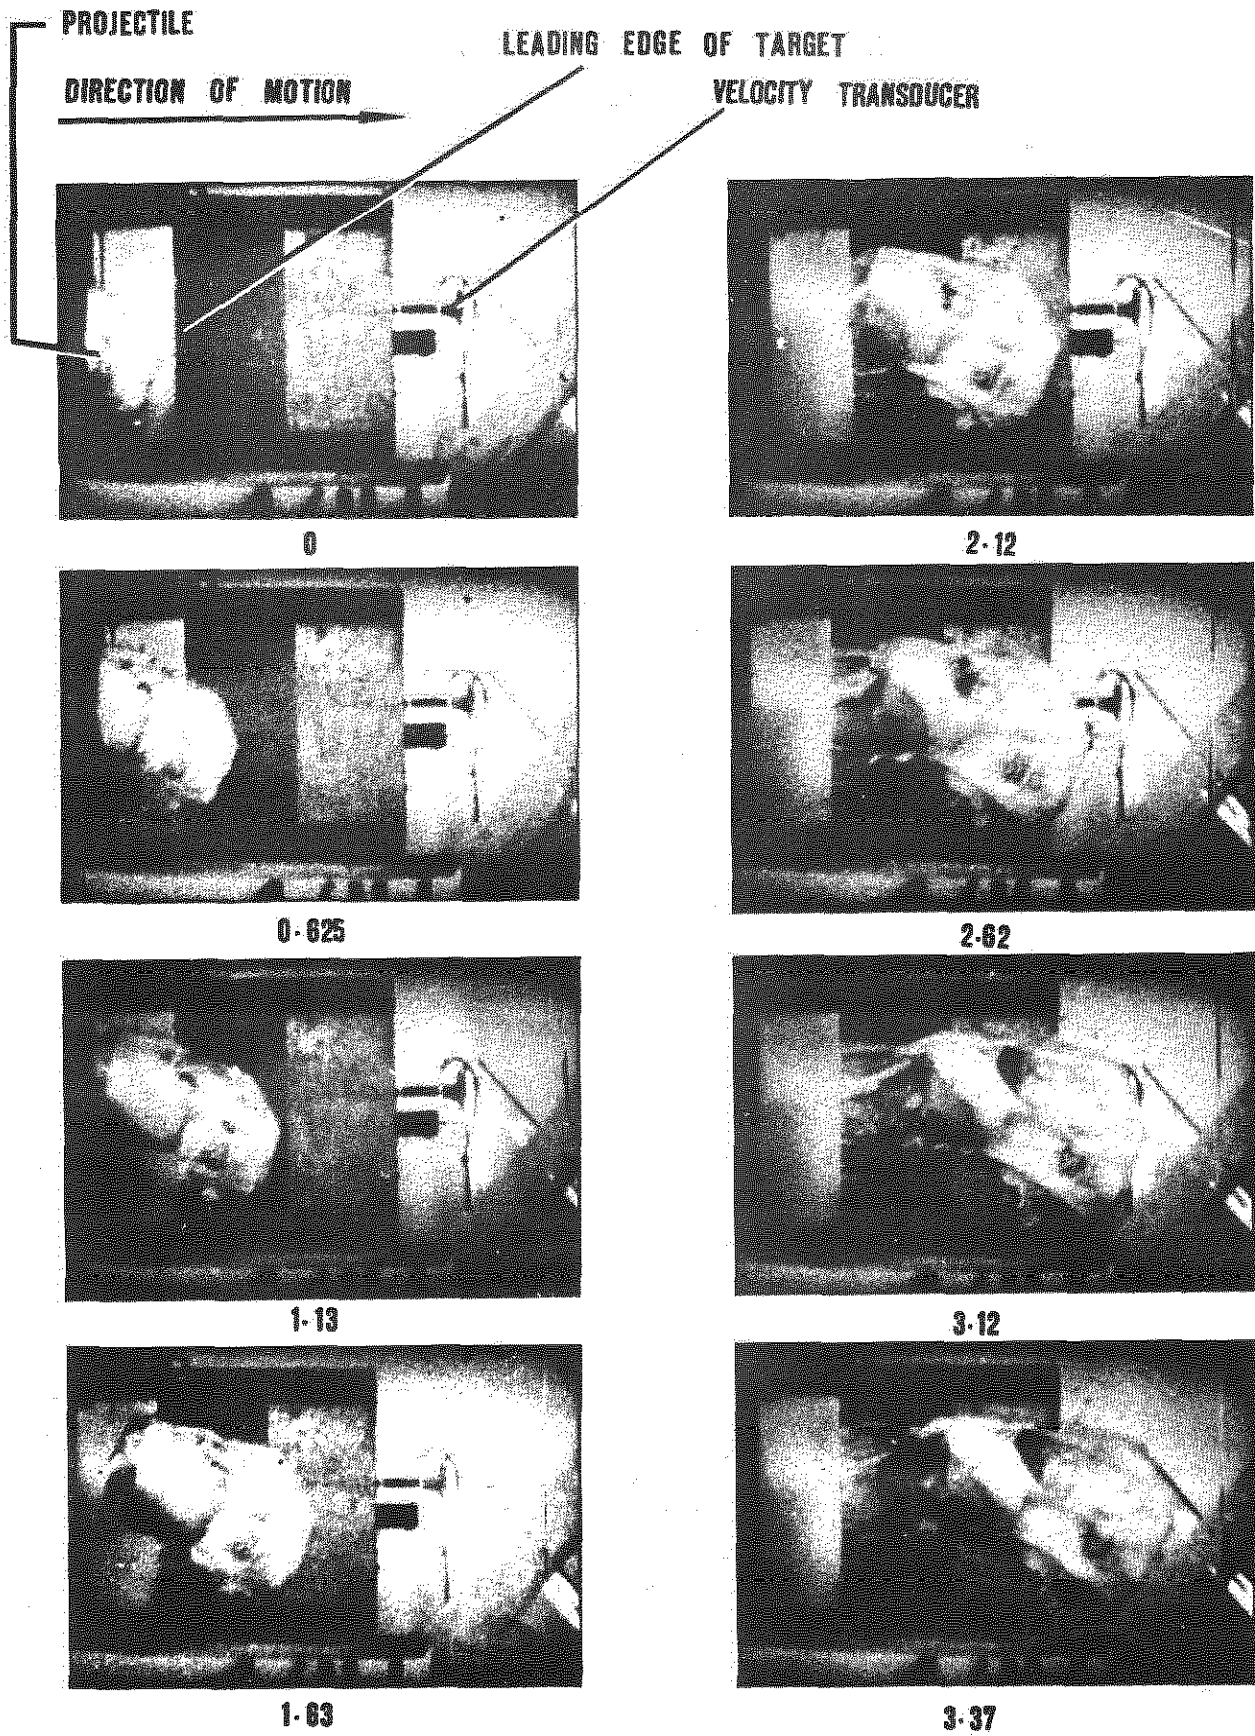 PROJECTILE
LEADING EDGE OF TARGET
DIRECTION OF MOTION
VELOCITY TRANSDUCER
0
2·12
0·625
2·62
1·13
3·12
1·63
3·37